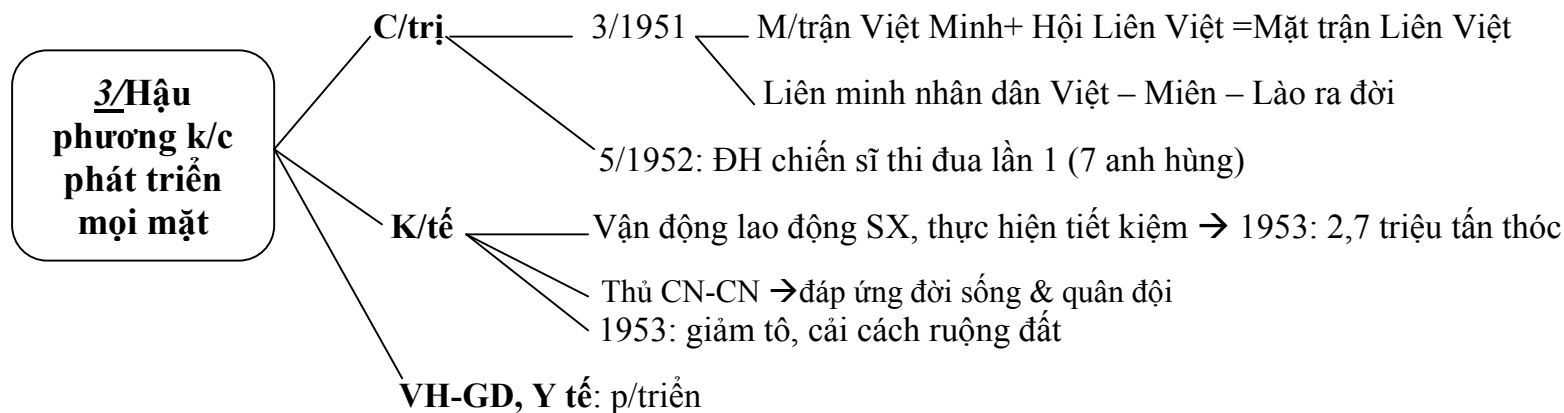 3/Hậu
phương k/c
phát triển
mọi mặt
C/trị
3/1951
M/trận Việt Minh+ Hội Liên Việt =Mặt trận Liên Việt
Liên minh nhân dân Việt – Miên – Lào ra đời
5/1952: ĐH chiến sĩ thi đua lần 1 (7 anh hùng)
K/tế
Vận động lao động SX, thực hiện tiết kiệm → 1953: 2,7 triệu tấn thóc
Thủ CN-CN →đáp ứng đời sống & quân đội
1953: giảm tô, cải cách ruộng đất
VH-GD, Y tế: p/triển